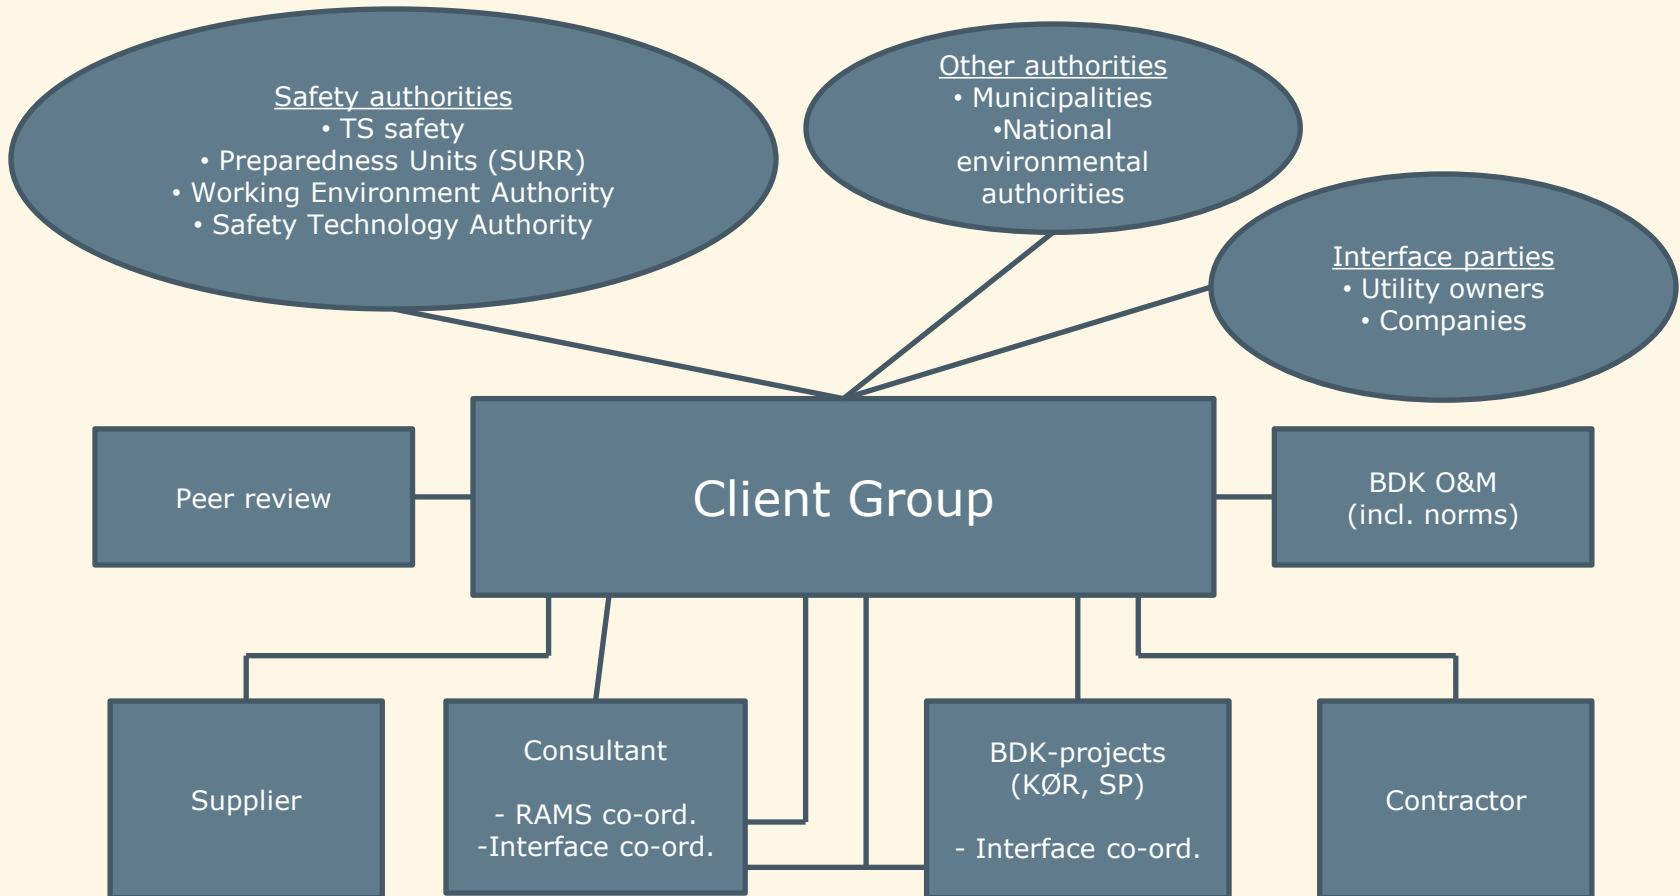 Safety authorities
• TS safety
• Preparedness Units (SURR)
• Working Environment Authority
• Safety Technology Authority
Other authorities
• Municipalities
•National
environmental
authorities
Interface parties
• Utility owners
• Companies
Peer review
Client Group
BDK O&M
(incl. norms)
Supplier
Consultant
- RAMS co-ord.
-Interface co-ord.
BDK-projects
(KØR, SP)
- Interface co-ord.
Contractor